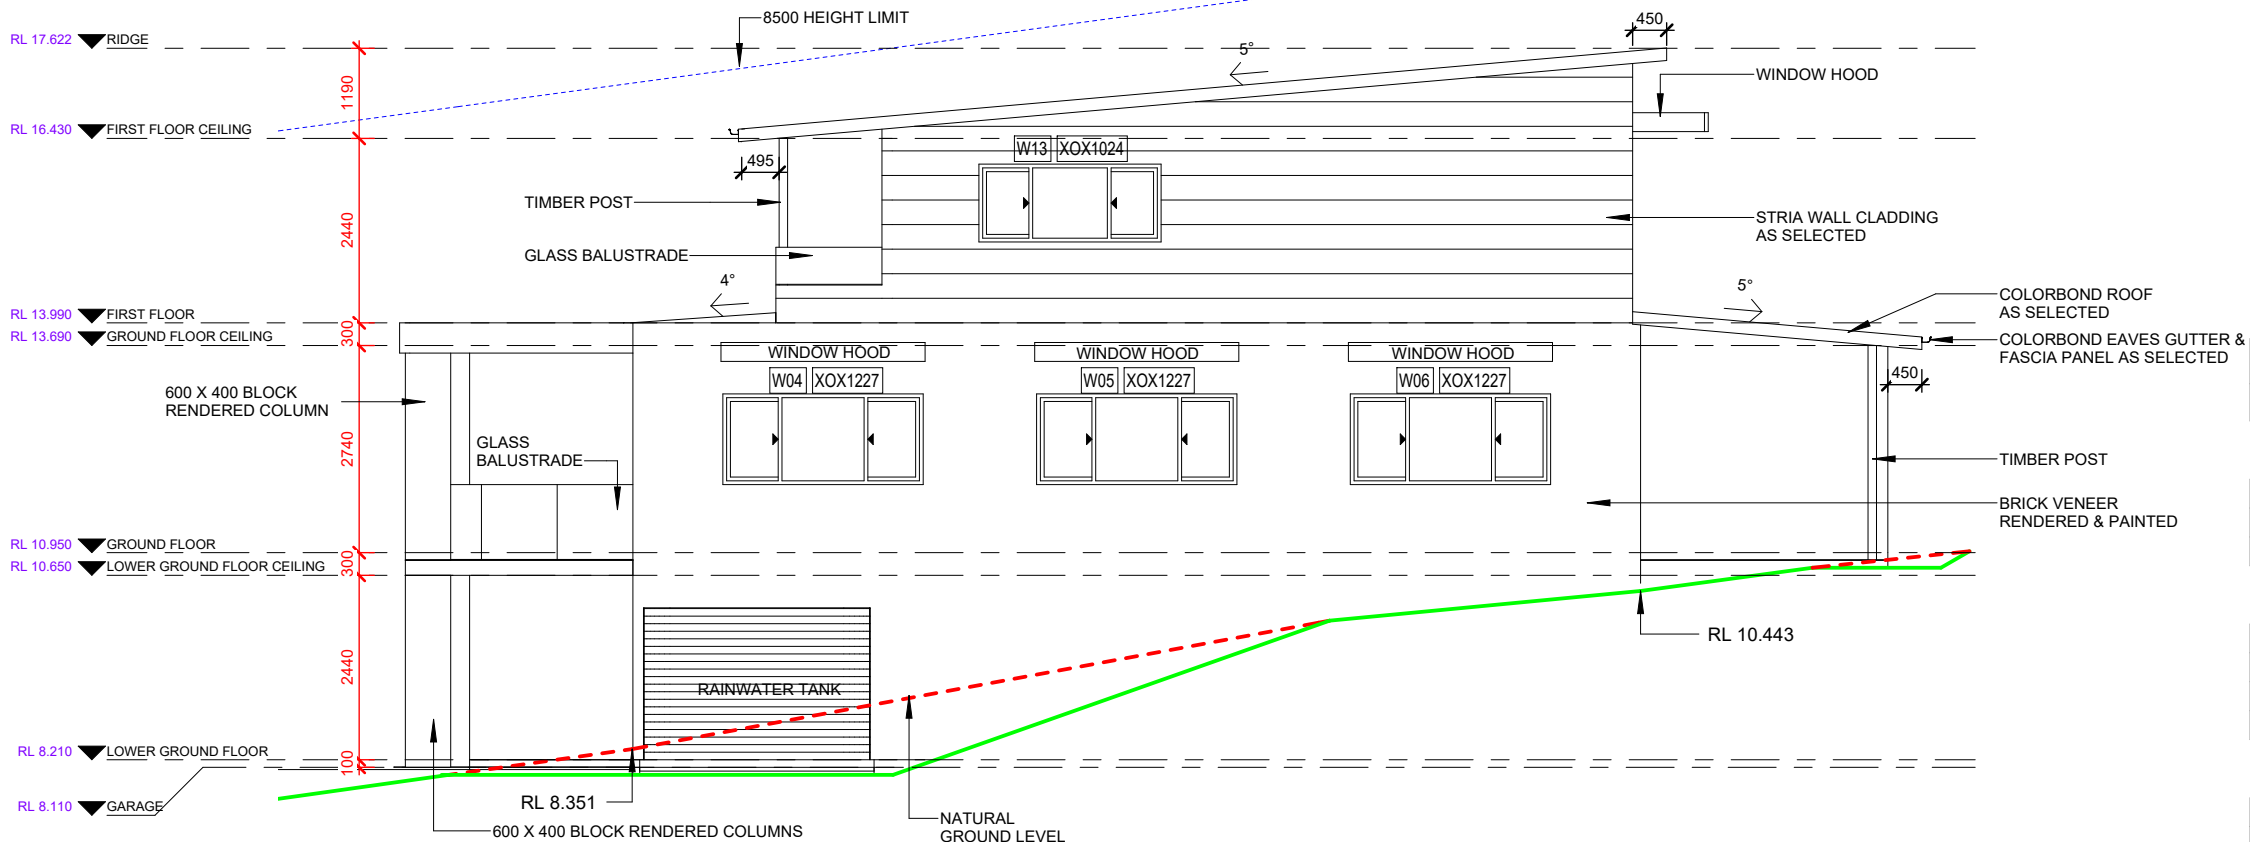 8500 HEIGHT LIMIT
450
RL 17.622 RIDGE
5°
WINDOW HOOD
1190
RL 16.430 FIRST FLOOR CEILING
W13 XOX1024
495
TIMBER POST
2440
STRIA WALL CLADDING
AS SELECTED
GLASS BALUSTRADE
4°
5°
COLORBOND ROOF
AS SELECTED
RL 13.990 FIRST FLOOR
300
RL 13.690 GROUND FLOOR CEILING
COLORBOND EAVES GUTTER &
FASCIA PANEL AS SELECTED
WINDOW HOOD
WINDOW HOOD
WINDOW HOOD
450
W04 XOX1227
W05 XOX1227
W06 XOX1227
600 X 400 BLOCK
RENDERED COLUMN
2740
GLASS
BALUSTRADE
TIMBER POST
BRICK VENEER
RENDERED & PAINTED
RL 10.950 GROUND FLOOR
300
RL 10.650 LOWER GROUND FLOOR CEILING
RL 10.443
2440
RAINWATER TANK
RL 8.210 LOWER GROUND FLOOR
100
RL 8.110 GARAGE
RL 8.351
600 X 400 BLOCK RENDERED COLUMNS
NATURAL
GROUND LEVEL